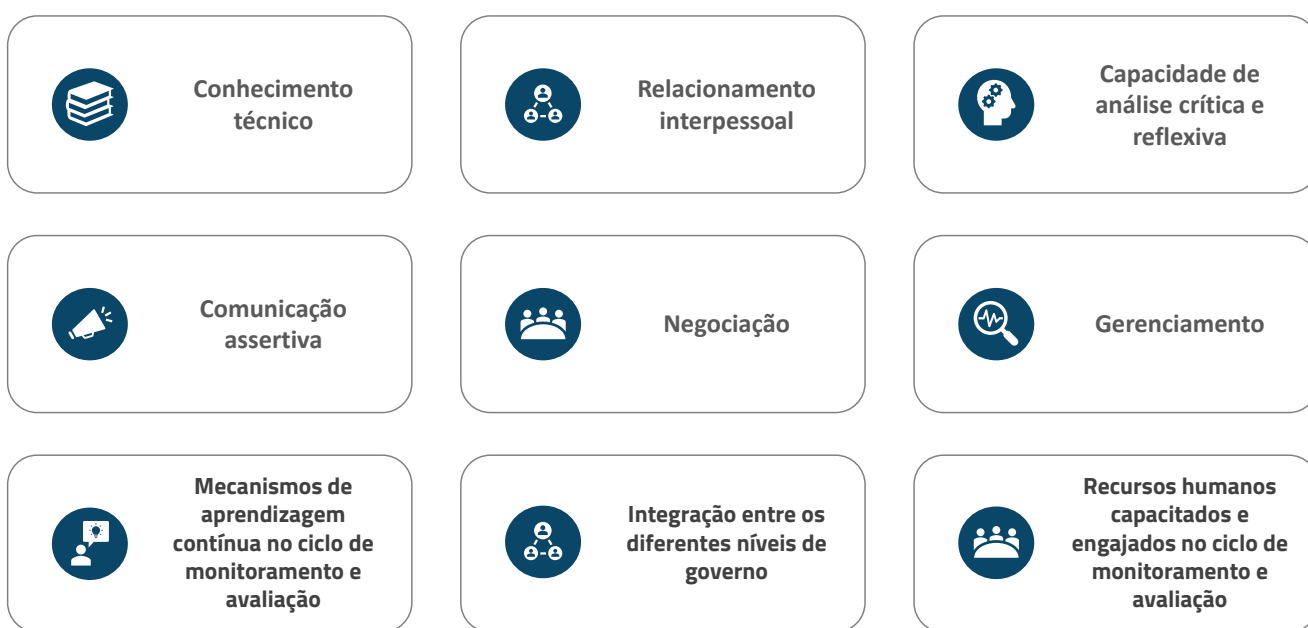 Conhecimento
técnico
Relacionamento
interpessoal
Capacidade de
análise crítica e
reflexiva
Comunicação
assertiva
Negociação
Gerenciamento
Mecanismos de
aprendizagem
contínua no ciclo de
monitoramento e
avaliação
Integração entre os
diferentes níveis de
governo
Recursos humanos
capacitados e
engajados no ciclo de
monitoramento e
avaliação